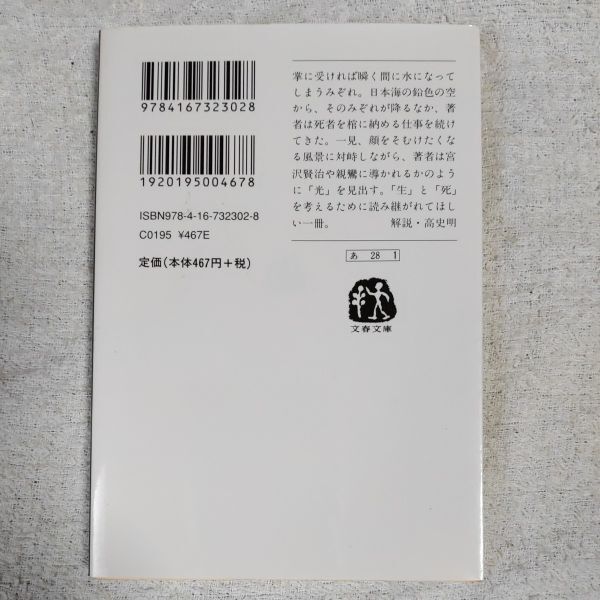 9784167323028
1920195004678
ISBN978-4-16-732302-8
C0195 ¥467E
定価(本体467円+税)
掌に受ければ瞬く間に水になって
しまうみぞれ。日本海の鉛色の空
から、そのみぞれが降るなか、著
者は死者を棺に納める仕事を続け
てきた。一見、顔をそむけたくな
る風景に対峙しながら、著者は宮
沢賢治や親鸞に導かれるかのよう
に「光」を見出す。「生」と「死」
を考えるために読み継がれてほし
い一冊。 解説・高史明
あ 28 1
文春文庫